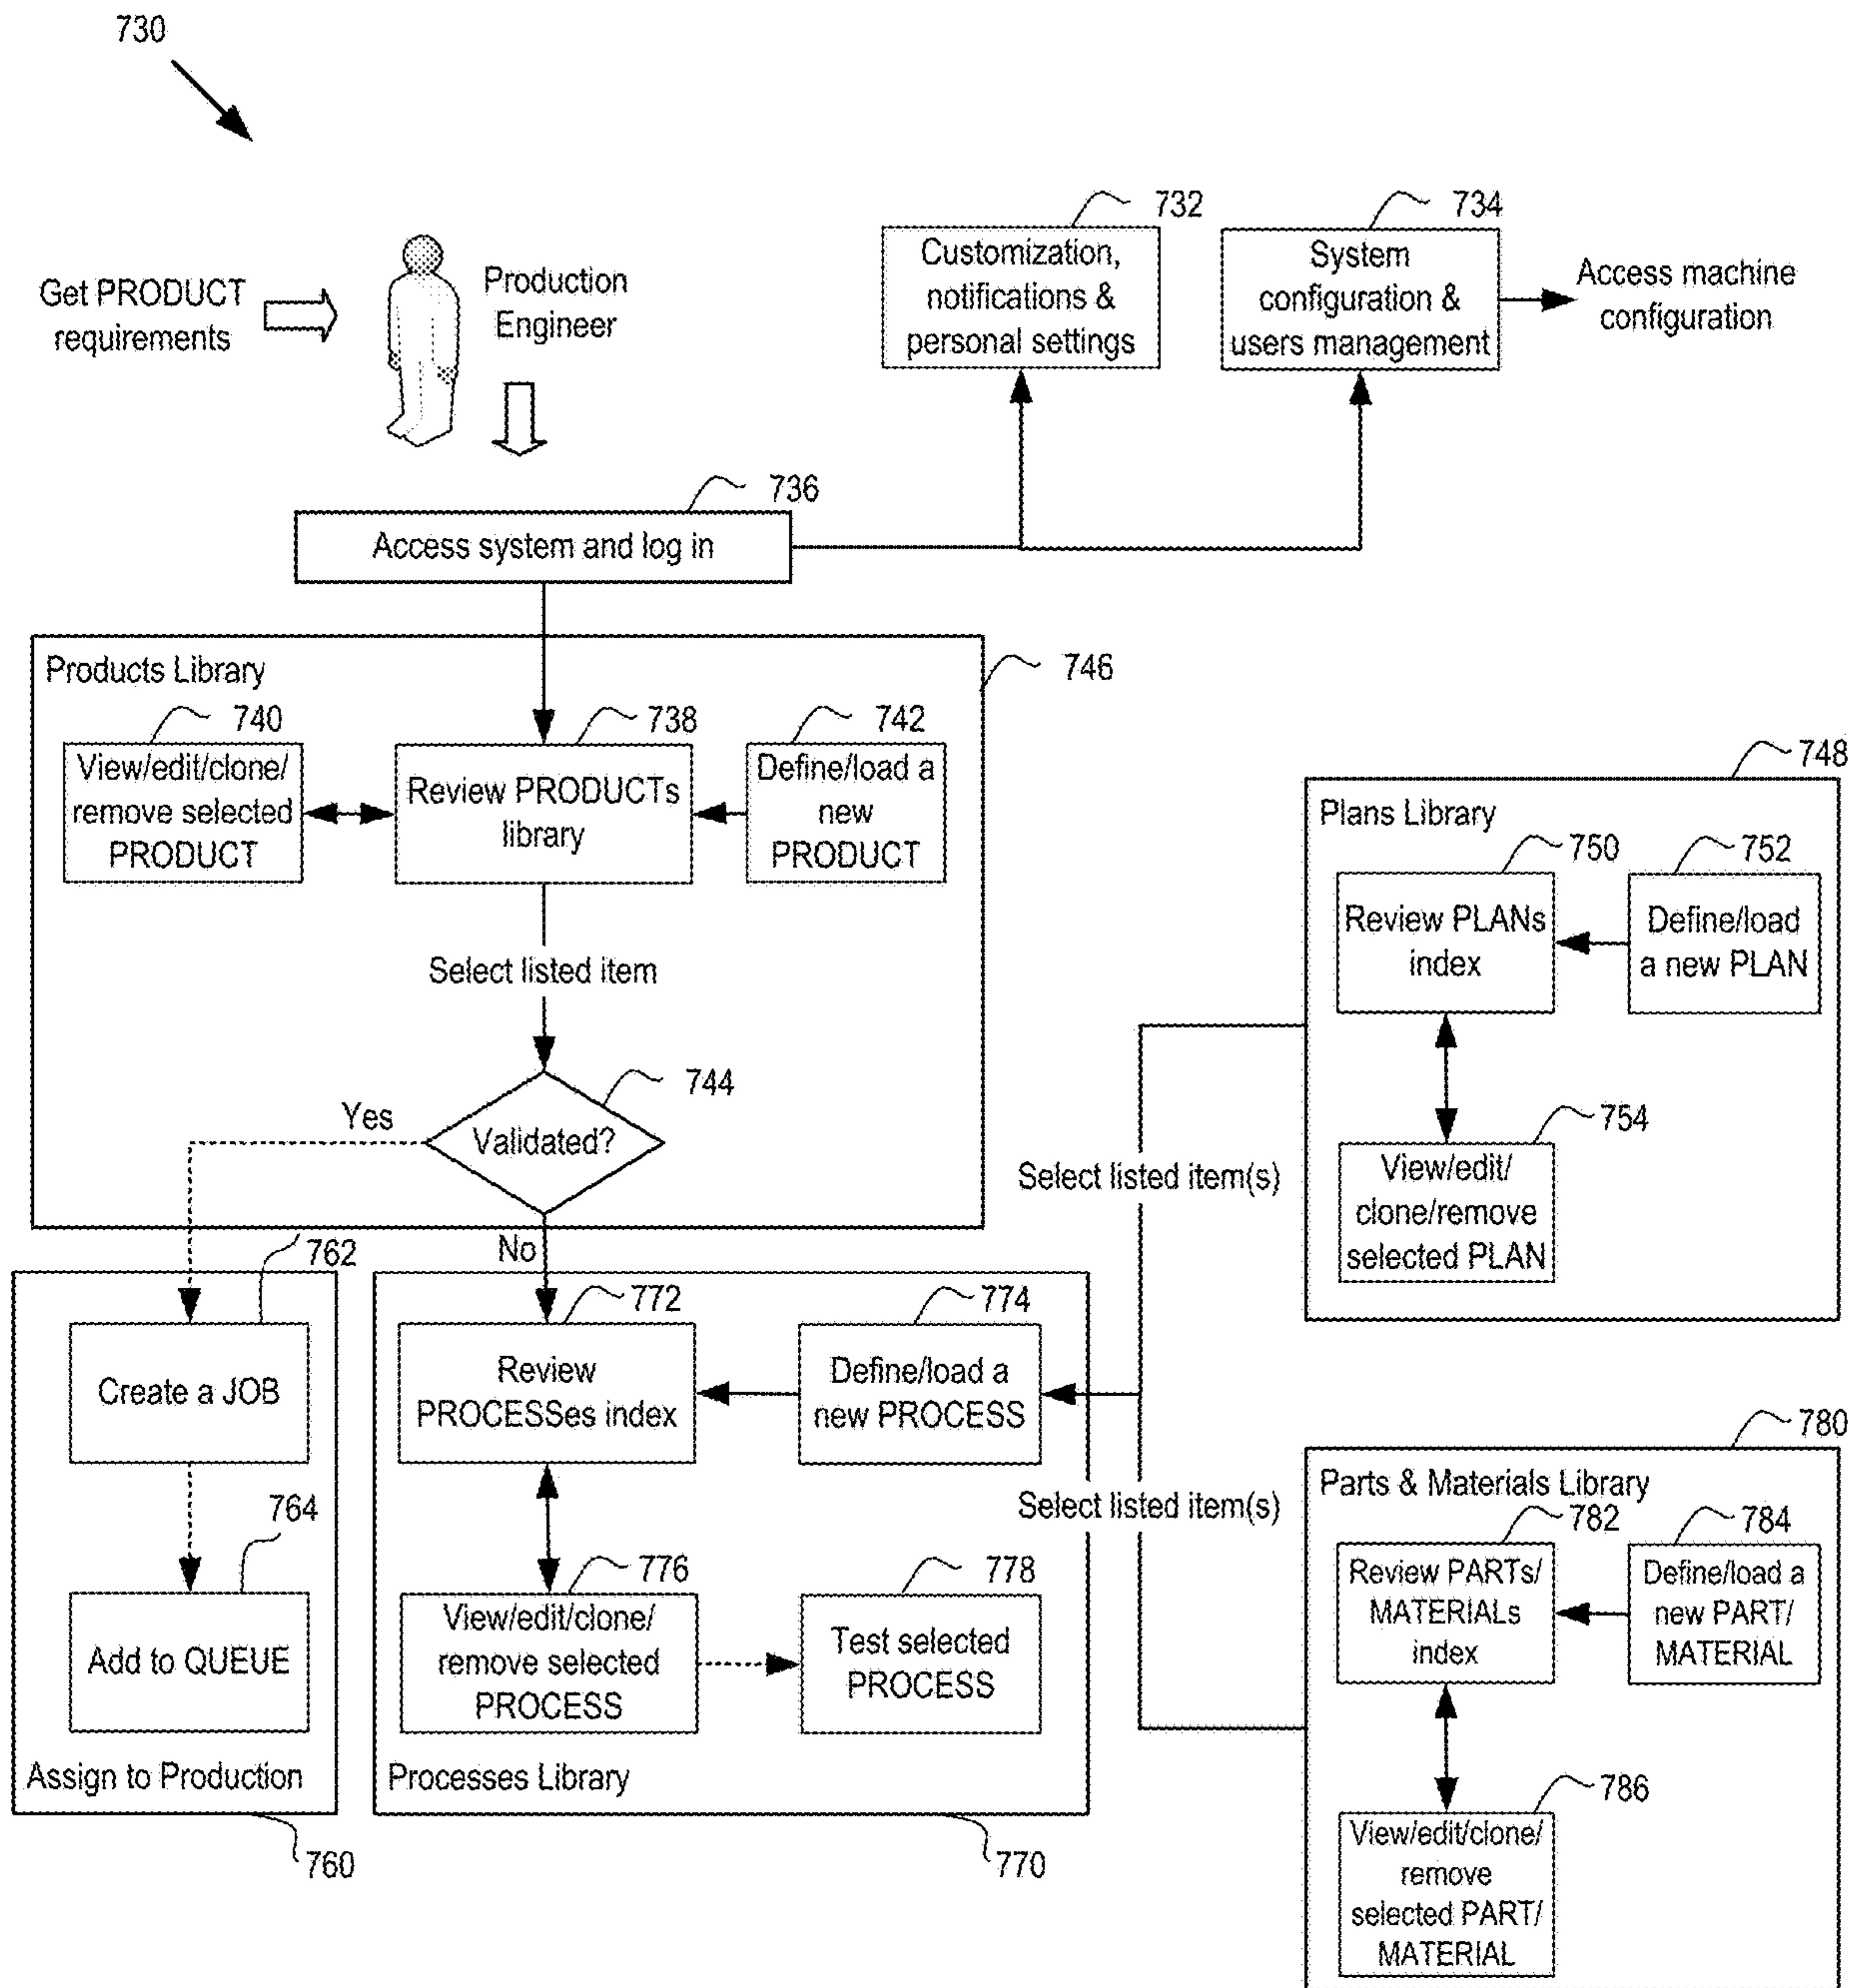 730
732
734
Get PRODUCT
requirements
Production
Engineer
Customization,
notifications &
personal settings
System
configuration &
users management
Access machine
configuration
736
Access system and log in
Products Library
746
740
738
742
View/edit/clone/
remove selected
PRODUCT
Review PRODUCTs
library
Define/load a
new
PRODUCT
Select listed item
744
Yes
Validated?
No
748
Plans Library
750
752
Review PLANs
index
Define/load
a new PLAN
754
View/edit/
clone/remove
selected PLAN
Select listed item(s)
762
Create a JOB
764
Add to QUEUE
Assign to Production
760
772
774
Review
PROCESSes index
Define/load a
new PROCESS
Select listed item(s)
776
778
View/edit/clone/
remove selected
PROCESS
Test selected
PROCESS
Processes Library
770
780
Parts & Materials Library
782
784
Review PARTs/
MATERIALs
index
Define/load a
new PART/
MATERIAL
786
View/edit/clone/
remove
selected PART/
MATERIAL